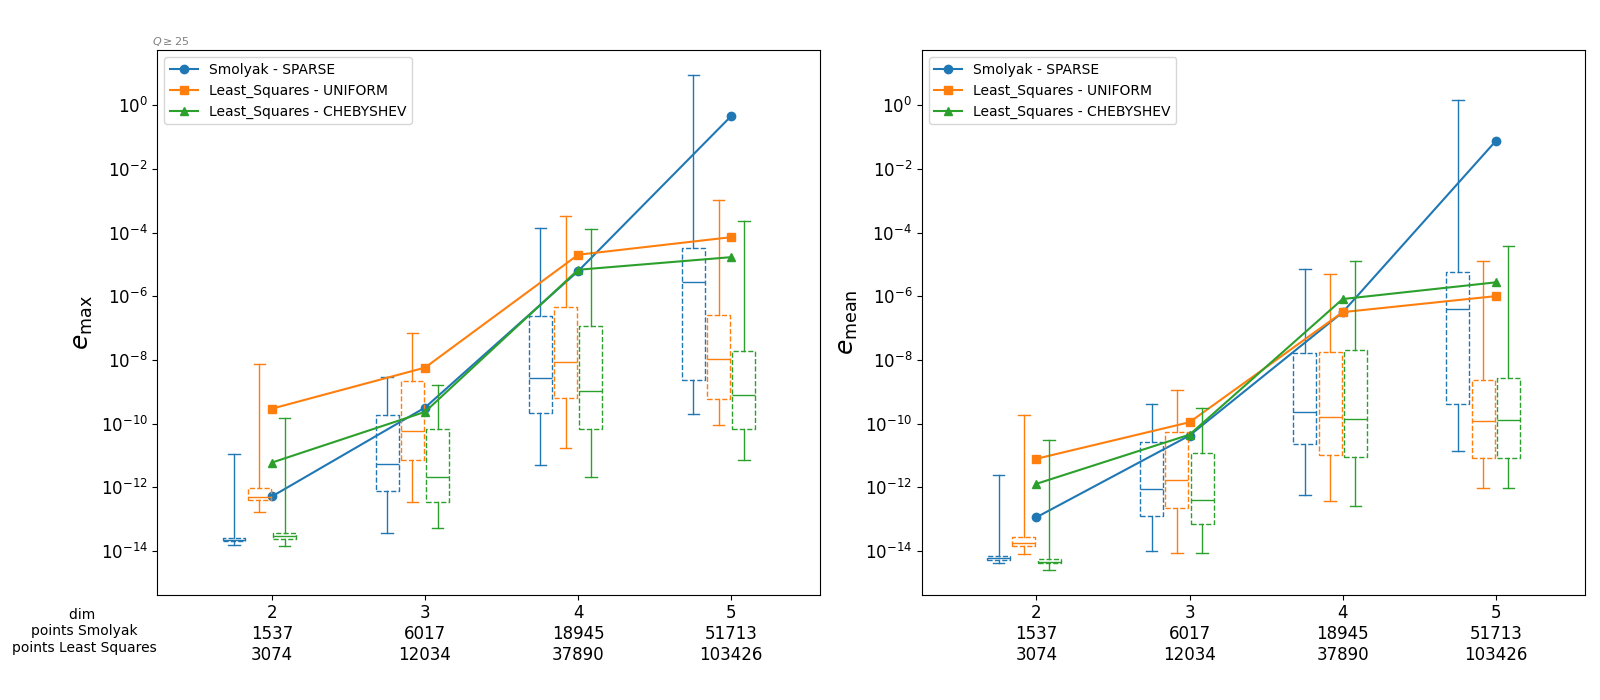 Q ≥ 25
Smolyak - SPARSE
Least_Squares - UNIFORM
Least_Squares - CHEBYSHEV
10^0
10^-2
10^-4
10^-6
10^-8
10^-10
10^-12
10^-14
e_max
dim
points Smolyak
points Least Squares
2 3 4 5
1537 6017 18945 51713
3074 12034 37890 103426
Smolyak - SPARSE
Least_Squares - UNIFORM
Least_Squares - CHEBYSHEV
10^0
10^-2
10^-4
10^-6
10^-8
10^-10
10^-12
10^-14
e_mean
2 3 4 5
1537 6017 18945 51713
3074 12034 37890 103426